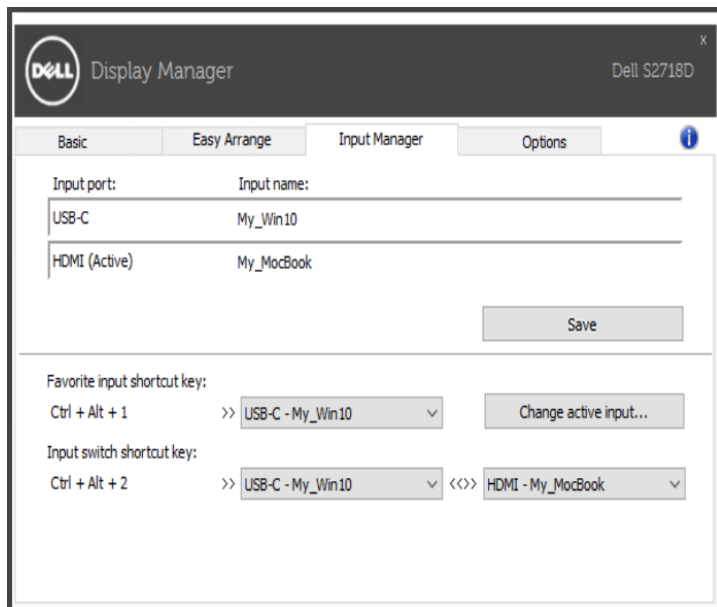 DELL Display Manager x
Dell S2718D
Basic Easy Arrange Input Manager Options i
Input port: Input name:
USB-C My_Win10
HDMI (Active) My_MocBook
Save
Favorite input shortcut key:
Ctrl + Alt + 1 >> USB-C - My_Win10 Change active input...
Input switch shortcut key:
Ctrl + Alt + 2 >> USB-C - My_Win10 <<>> HDMI - My_MocBook